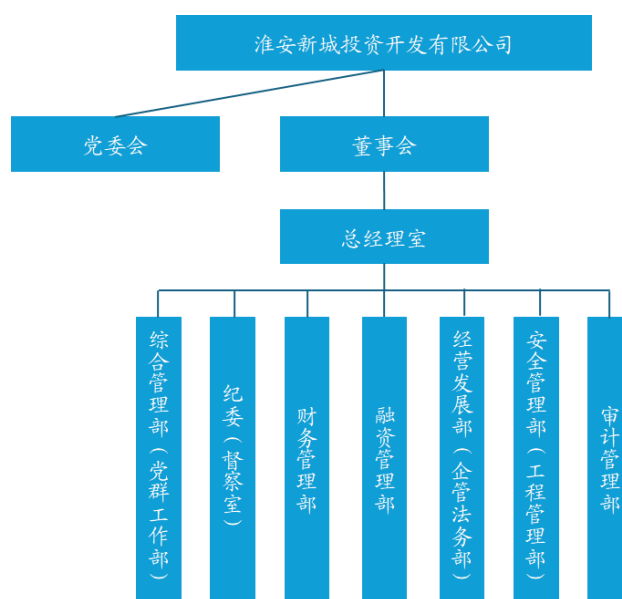 淮安新城投资开发有限公司
党委会
董事会
总经理室
综合管理部（党群工作部）
纪委（督察室）
财务管理部
融资管理部
经营发展部（企管法务部）
安全管理部（工程管理部）
审计管理部